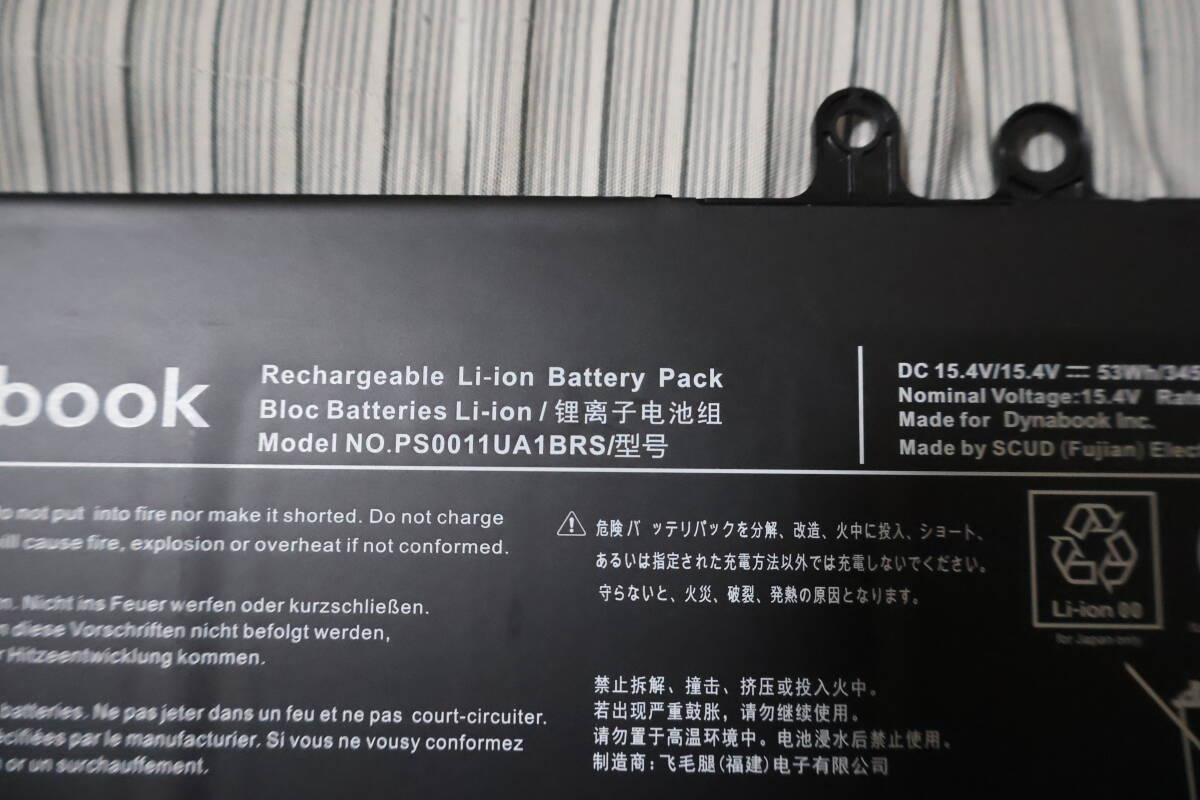 book
Rechargeable Li-ion Battery Pack
Bloc Batteries Li-ion / 锂离子电池组
Model NO.PS0011UA1BRS/型号
DC 15.4V/15.4V ⎓ 53Wh/345
Nominal Voltage:15.4V Rate
Made for Dynabook Inc.
Made by SCUD (Fujian) Elect
do not put into fire nor make it shorted. Do not charge
will cause fire, explosion or overheat if not conformed.
Nicht ins Feuer werfen oder kurzschließen.
diese Vorschriften nicht befolgt werden,
Hitzeentwicklung kommen.
batteries. Ne pas jeter dans un feu et ne pas court-circuiter.
par le manufacturier. Si vous ne vousy conformez
or un surchauffement.
⚠ 危険バ ッテリパックを分解、改造、火中に投入、ショート、
あるいは指定された充電方法以外では充電しないでください。
守らないと、火災、破裂、発熱の原因となります。
禁止拆解、撞击、挤压或投入火中。
若出现严重鼓胀，请勿继续使用。
请勿置于高温环境中。电池浸水后禁止使用。
制造商：飞毛腿（福建）电子有限公司
Li-ion 00
for Japan only